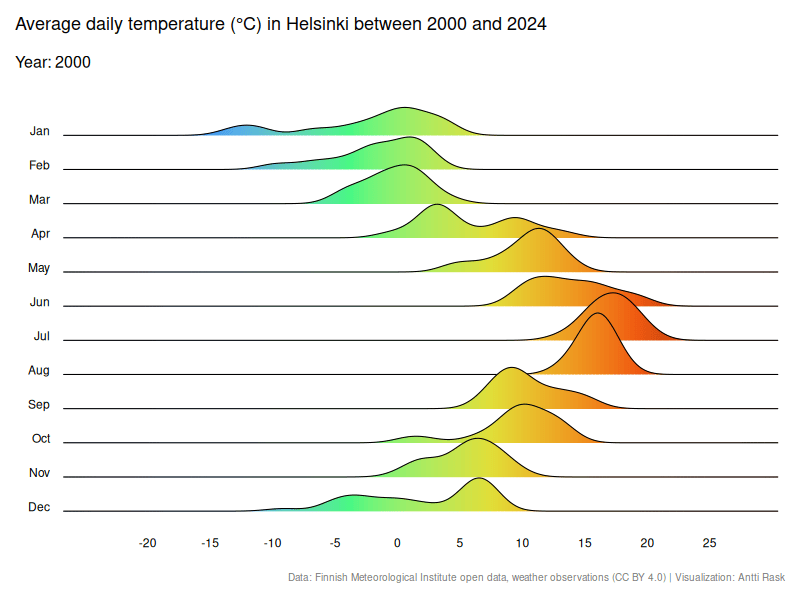 Average daily temperature (°C) in Helsinki between 2000 and 2024
Year: 2000
Jan
Feb
Mar
Apr
May
Jun
Jul
Aug
Sep
Oct
Nov
Dec
-20 -15 -10 -5 0 5 10 15 20 25
Data: Finnish Meteorological Institute open data, weather observations (CC BY 4.0) | Visualization: Antti Rask